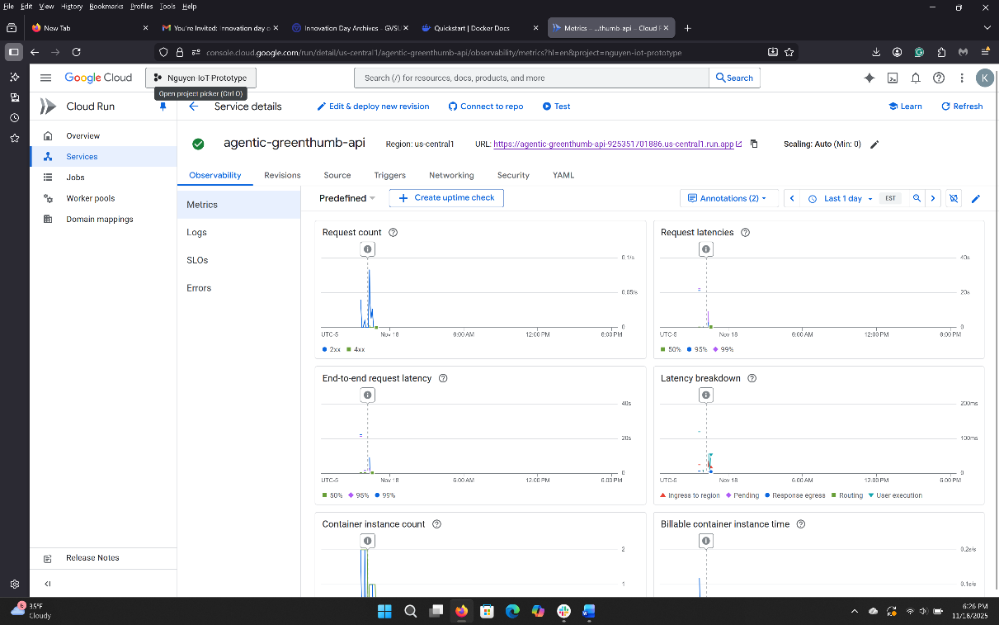 File Edit View History Bookmarks Profiles Tools Help
New Tab
You're Invited: Innovation day o
Innovation Day Archives - GVSL
Quickstart | Docker Docs
Metrics – ...thumb-api – Cloud R
console.cloud.google.com/run/detail/us-central1/agentic-greenthumb-api/observability/metrics?hl=en&project=nguyen-iot-prototype
Google Cloud
Nguyen-IoT-Prototype
Search (/) for resources, docs, products, and more
Search
K
Open project picker (Ctrl O)
Cloud Run
Service details
Edit & deploy new revision
Connect to repo
Test
Learn
Refresh
Overview
Services
Jobs
Worker pools
Domain mappings
Release Notes
agentic-greenthumb-api
Region: us-central1
URL: https://agentic-greenthumb-api-925351701886.us-central1.run.app
Scaling: Auto (Min: 0)
Observability
Revisions
Source
Triggers
Networking
Security
YAML
Metrics
Logs
SLOs
Errors
Predefined
Create uptime check
Annotations (2)
Last 1 day
EST
Request count
0.1/s
0.05/s
0
UTC-5 Nov 18 6:00 AM 12:00 PM 6:00 PM
2xx 4xx
Request latencies
40s
20s
0
UTC-5 Nov 18 6:00 AM 12:00 PM 6:00 PM
50% 95% 99%
End-to-end request latency
40s
20s
0
UTC-5 Nov 18 6:00 AM 12:00 PM 6:00 PM
50% 95% 99%
Latency breakdown
200ms
100ms
0
UTC-5 Nov 18 6:00 AM 12:00 PM 6:00 PM
Ingress to region Pending Response egress Routing User execution
Container instance count
2
1
Billable container instance time
0.2s/s
0.1s/s
35°F
Cloudy
6:26 PM
11/18/2025